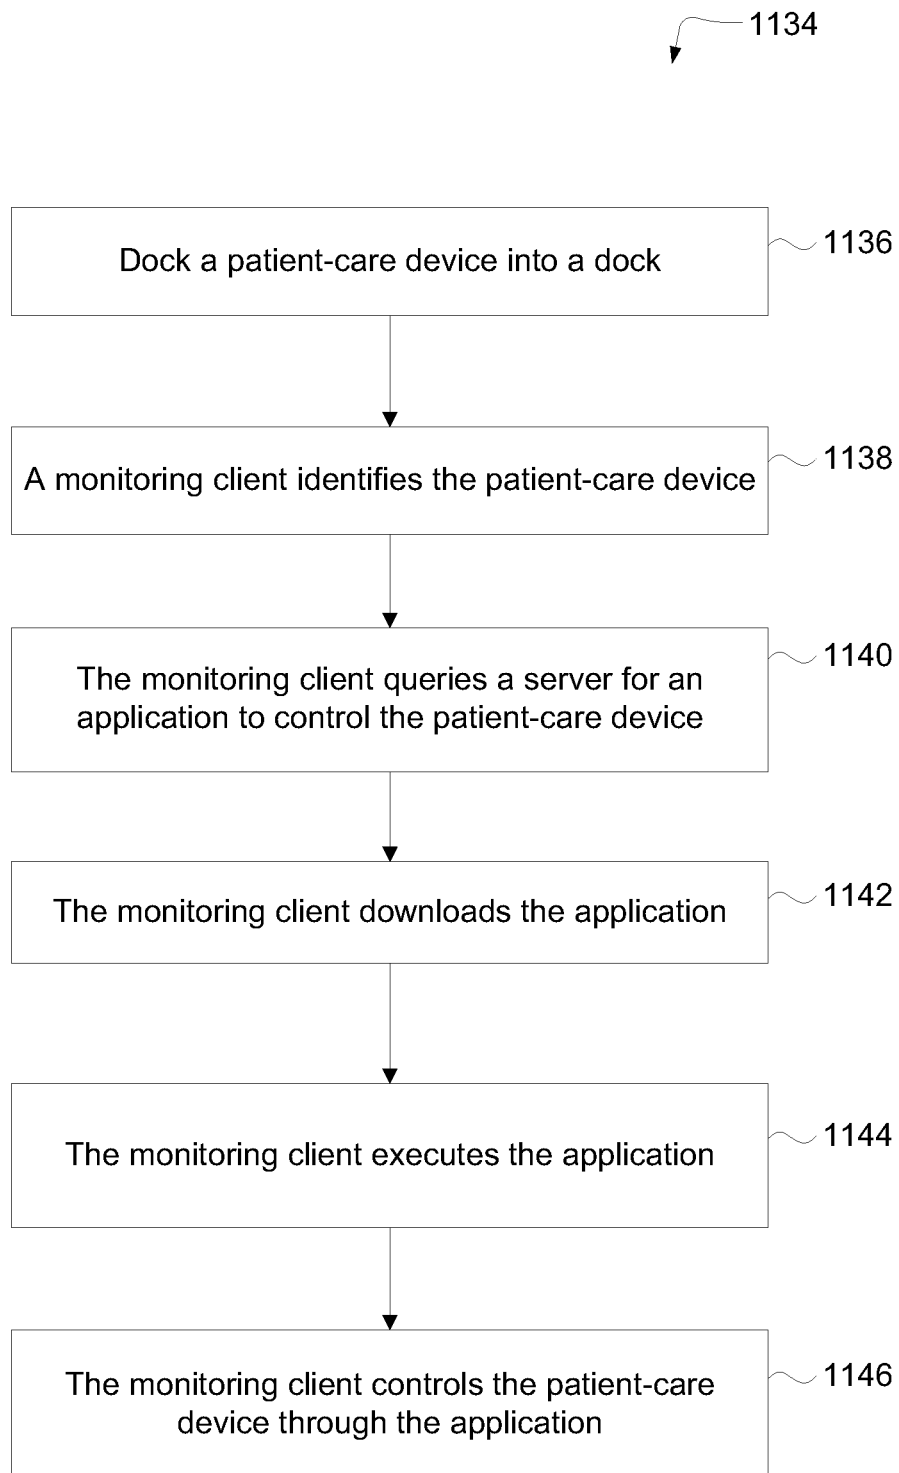 1134
Dock a patient-care device into a dock
1136
A monitoring client identifies the patient-care device
1138
The monitoring client queries a server for an
application to control the patient-care device
1140
The monitoring client downloads the application
1142
The monitoring client executes the application
1144
The monitoring client controls the patient-care
device through the application
1146